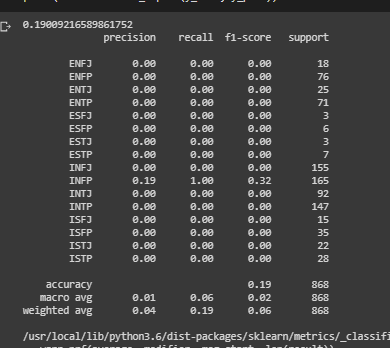 0.19009216589861752
precision recall f1-score support
ENFJ 0.00 0.00 0.00 18
ENFP 0.00 0.00 0.00 76
ENTJ 0.00 0.00 0.00 25
ENTP 0.00 0.00 0.00 71
ESFJ 0.00 0.00 0.00 3
ESFP 0.00 0.00 0.00 6
ESTJ 0.00 0.00 0.00 3
ESTP 0.00 0.00 0.00 7
INFJ 0.00 0.00 0.00 155
INFP 0.19 1.00 0.32 165
INTJ 0.00 0.00 0.00 92
INTP 0.00 0.00 0.00 147
ISFJ 0.00 0.00 0.00 15
ISFP 0.00 0.00 0.00 35
ISTJ 0.00 0.00 0.00 22
ISTP 0.00 0.00 0.00 28
accuracy 0.19 868
macro avg 0.01 0.06 0.02 868
weighted avg 0.04 0.19 0.06 868
/usr/local/lib/python3.6/dist-packages/sklearn/metrics/_classifi